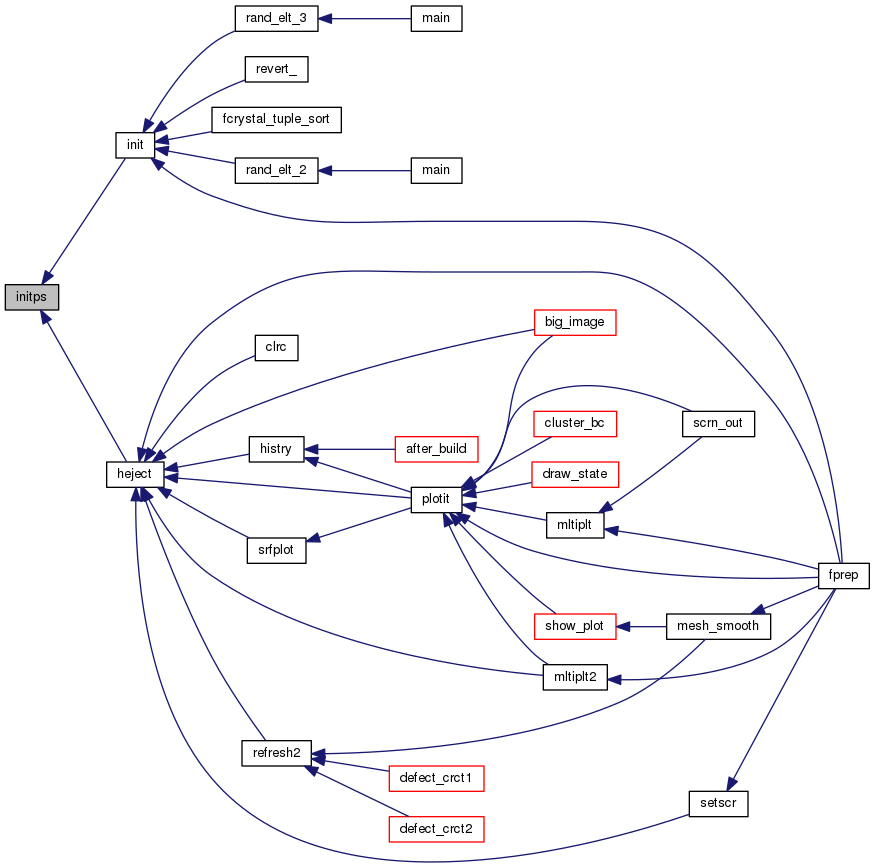 rand_elt_3
main
revert_
fcrystal_tuple_sort
init
rand_elt_2
main
initps
big_image
clrc
cluster_bc
scrn_out
histry
after_build
heject
draw_state
plotit
mltiplt
srfplot
fprep
show_plot
mesh_smooth
mltiplt2
refresh2
defect_crct1
setscr
defect_crct2